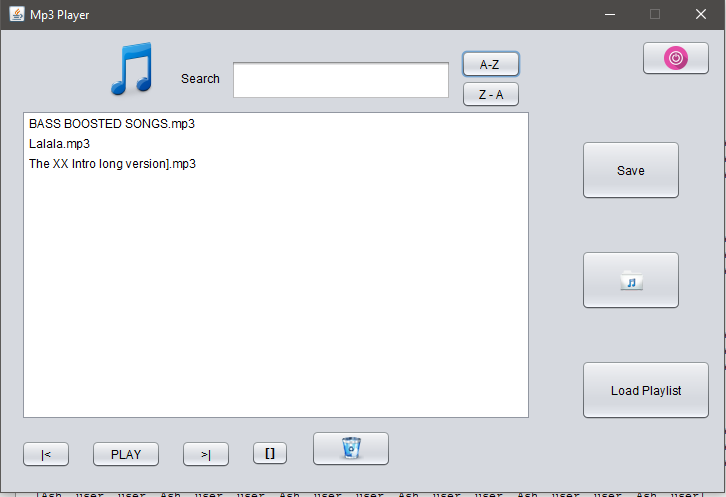 Mp3 Player
Search
A-Z
Z - A
BASS BOOSTED SONGS.mp3
Lalala.mp3
The XX Intro long version].mp3
Save
Load Playlist
|<
PLAY
>|
[]